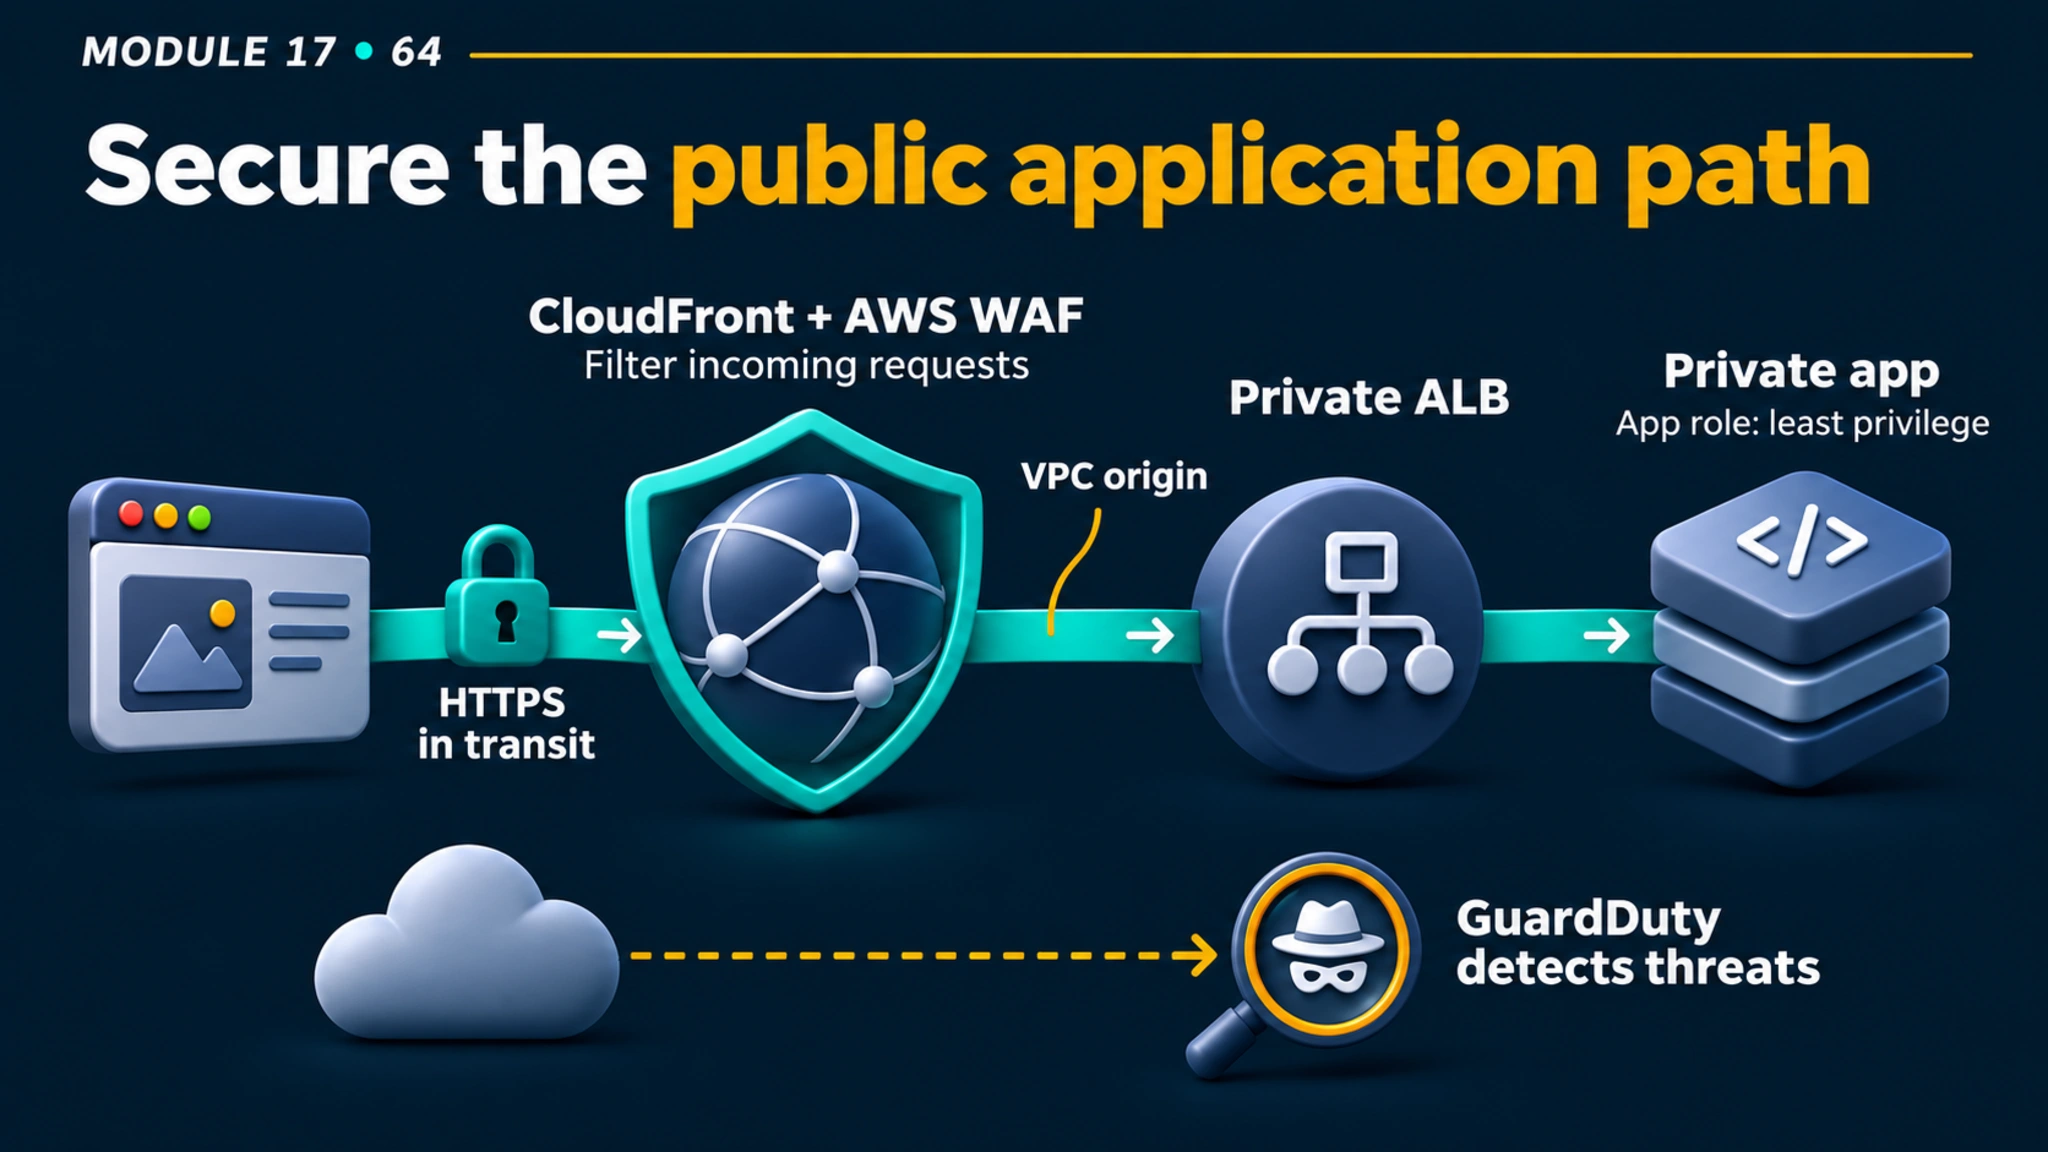 MODULE 17 • 64
Secure the public application path
CloudFront + AWS WAF
Filter incoming requests
Private ALB
Private app
App role: least privilege
VPC origin
</>
HTTPS
in transit
GuardDuty
detects threats